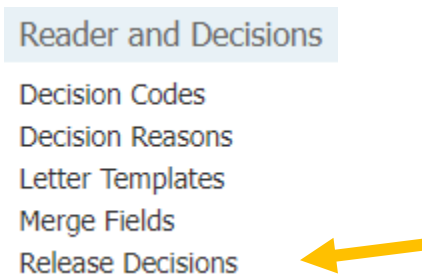 Reader and Decisions
Decision Codes
Decision Reasons
Letter Templates
Merge Fields
Release Decisions